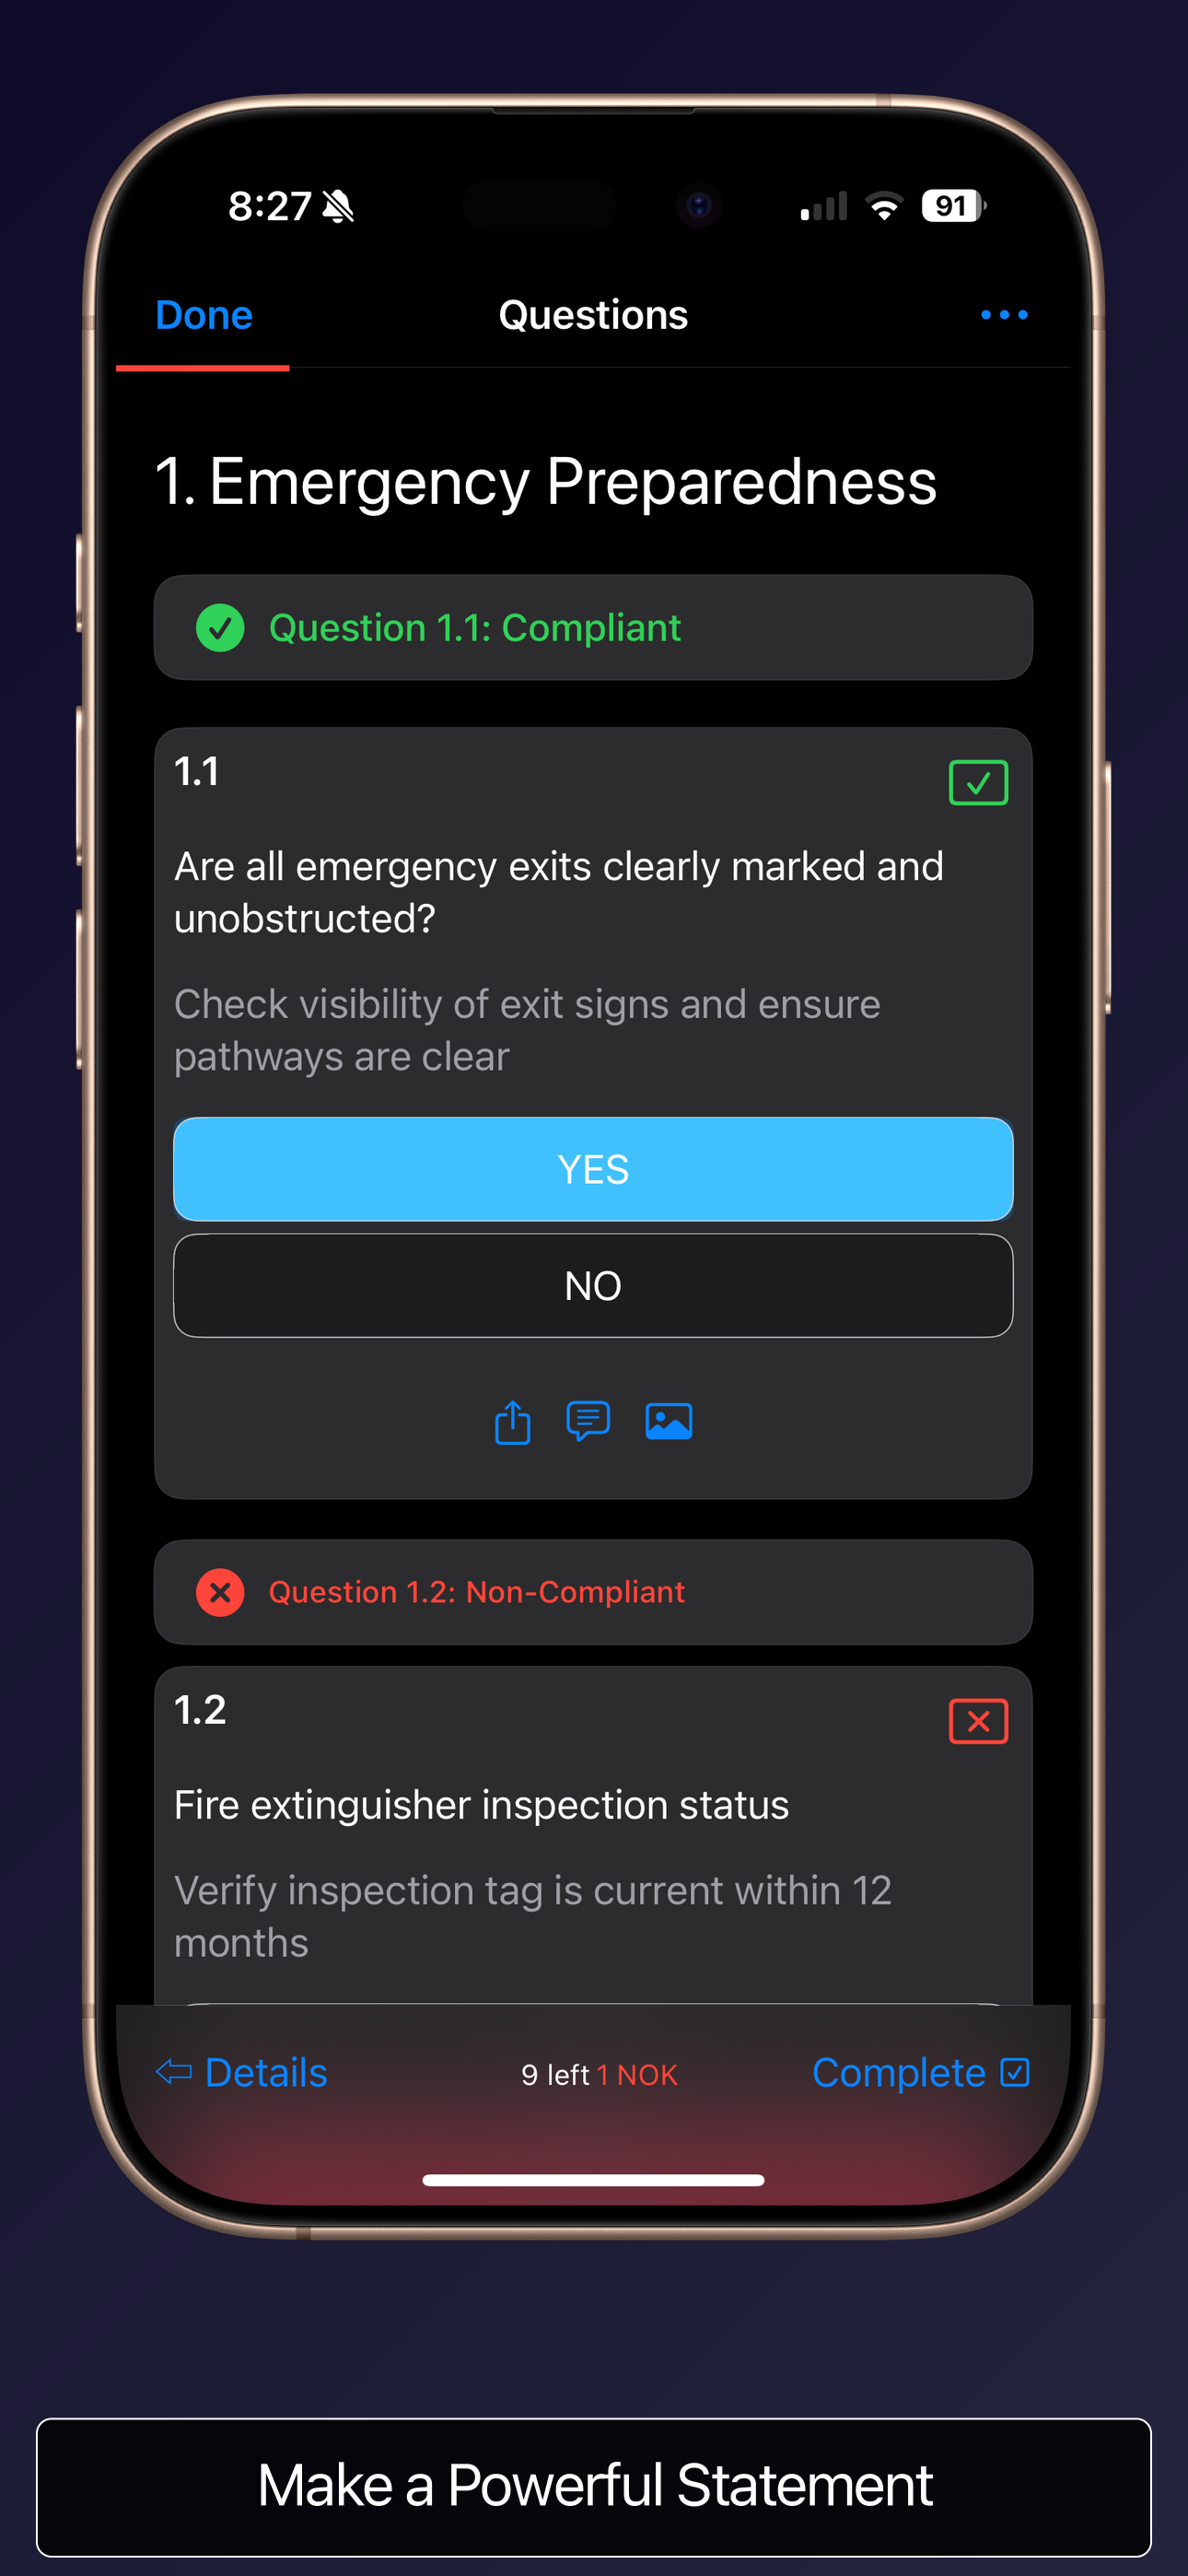 8:27
91
Done
Questions
1. Emergency Preparedness
Question 1.1: Compliant
1.1
Are all emergency exits clearly marked and
unobstructed?
Check visibility of exit signs and ensure
pathways are clear
YES
NO
Question 1.2: Non-Compliant
1.2
Fire extinguisher inspection status
Verify inspection tag is current within 12
months
Details
9 left 1 NOK
Complete
Make a Powerful Statement